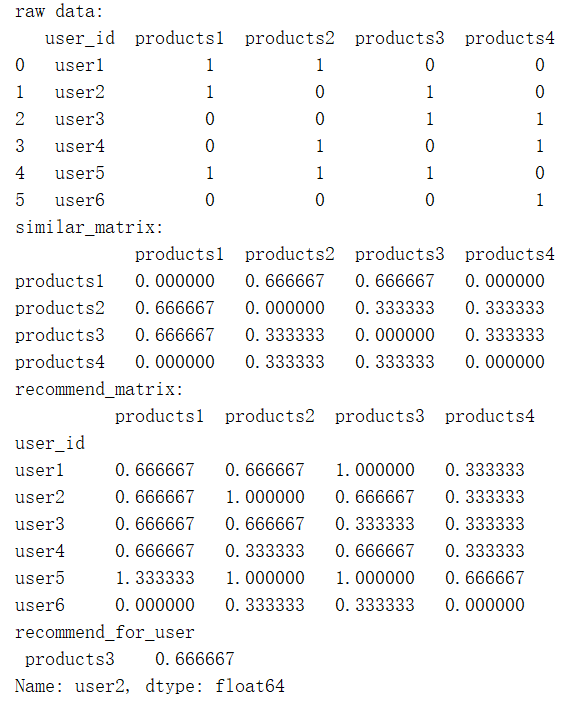 raw data:
user_id products1 products2 products3 products4
0 user1 1 1 0 0
1 user2 1 0 1 0
2 user3 0 0 1 1
3 user4 0 1 0 1
4 user5 1 1 1 0
5 user6 0 0 0 1
similar_matrix:
products1 products2 products3 products4
products1 0.000000 0.666667 0.666667 0.000000
products2 0.666667 0.000000 0.333333 0.333333
products3 0.666667 0.333333 0.000000 0.333333
products4 0.000000 0.333333 0.333333 0.000000
recommend_matrix:
products1 products2 products3 products4
user_id
user1 0.666667 0.666667 1.000000 0.333333
user2 0.666667 1.000000 0.666667 0.333333
user3 0.666667 0.666667 0.333333 0.333333
user4 0.666667 0.333333 0.666667 0.333333
user5 1.333333 1.000000 1.000000 0.666667
user6 0.000000 0.333333 0.333333 0.000000
recommend_for_user
products3 0.666667
Name: user2, dtype: float64